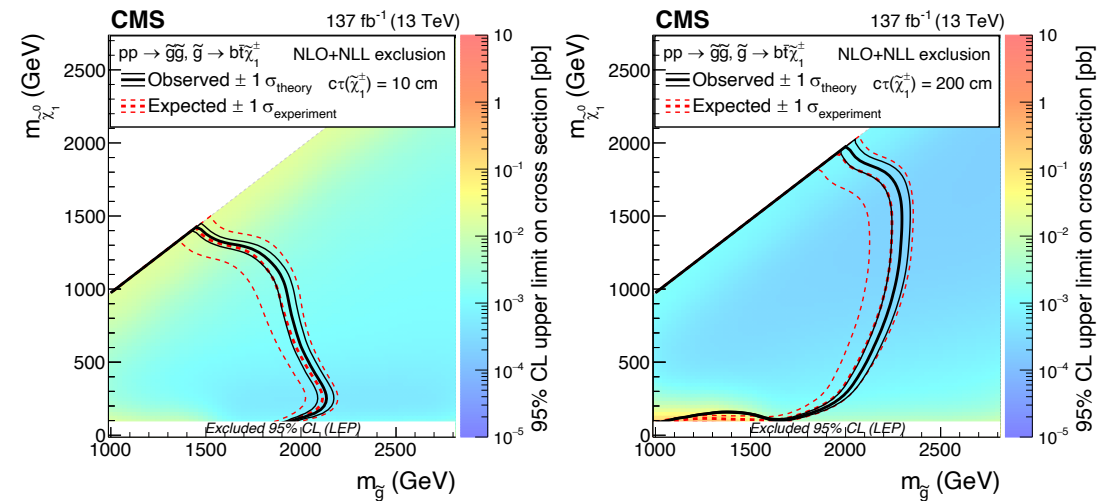 CMS 137 fb⁻¹ (13 TeV)
pp → g̃g̃, g̃ → bt̄χ̃₁± NLO+NLL exclusion
Observed ± 1 σ_theory cτ(χ̃₁±) = 10 cm
Expected ± 1 σ_experiment
m_χ̃₁⁰ (GeV)
2500
2000
1500
1000
500
0
1000 1500 2000 2500
Excluded 95% CL (LEP)
m_g̃ (GeV)
10
1
10⁻¹
10⁻²
10⁻³
10⁻⁴
10⁻⁵
95% CL upper limit on cross section [pb]
CMS 137 fb⁻¹ (13 TeV)
pp → g̃g̃, g̃ → bt̄χ̃₁± NLO+NLL exclusion
Observed ± 1 σ_theory cτ(χ̃₁±) = 200 cm
Expected ± 1 σ_experiment
m_χ̃₁⁰ (GeV)
2500
2000
1500
1000
500
0
1000 1500 2000 2500
Excluded 95% CL (LEP)
m_g̃ (GeV)
10
1
10⁻¹
10⁻²
10⁻³
10⁻⁴
10⁻⁵
95% CL upper limit on cross section [pb]